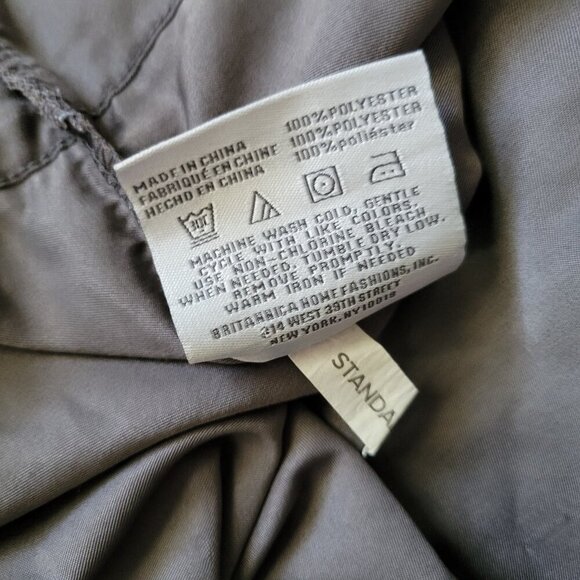 100% POLYESTER
100% POLYESTER
100% poliéster
MADE IN CHINA
FABRIQUÉ EN CHINE
HECHO EN CHINA
MACHINE WASH COLD, GENTLE
CYCLE WITH LIKE COLORS.
USE NON-CHLORINE BLEACH
WHEN NEEDED. TUMBLE DRY LOW.
REMOVE PROMPTLY.
WARM IRON IF NEEDED
BRITANNICA HOME FASHIONS, INC.
214 WEST 39TH STREET
NEW YORK, NY10018
STANDA